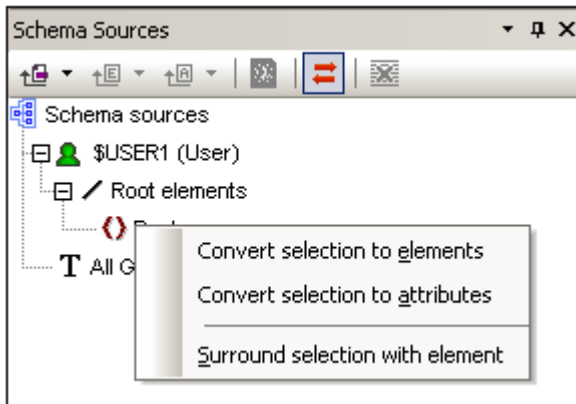 Schema Sources
E
A
Schema sources
$USER1 (User)
Root elements
T All G
Convert selection to elements
Convert selection to attributes
Surround selection with element